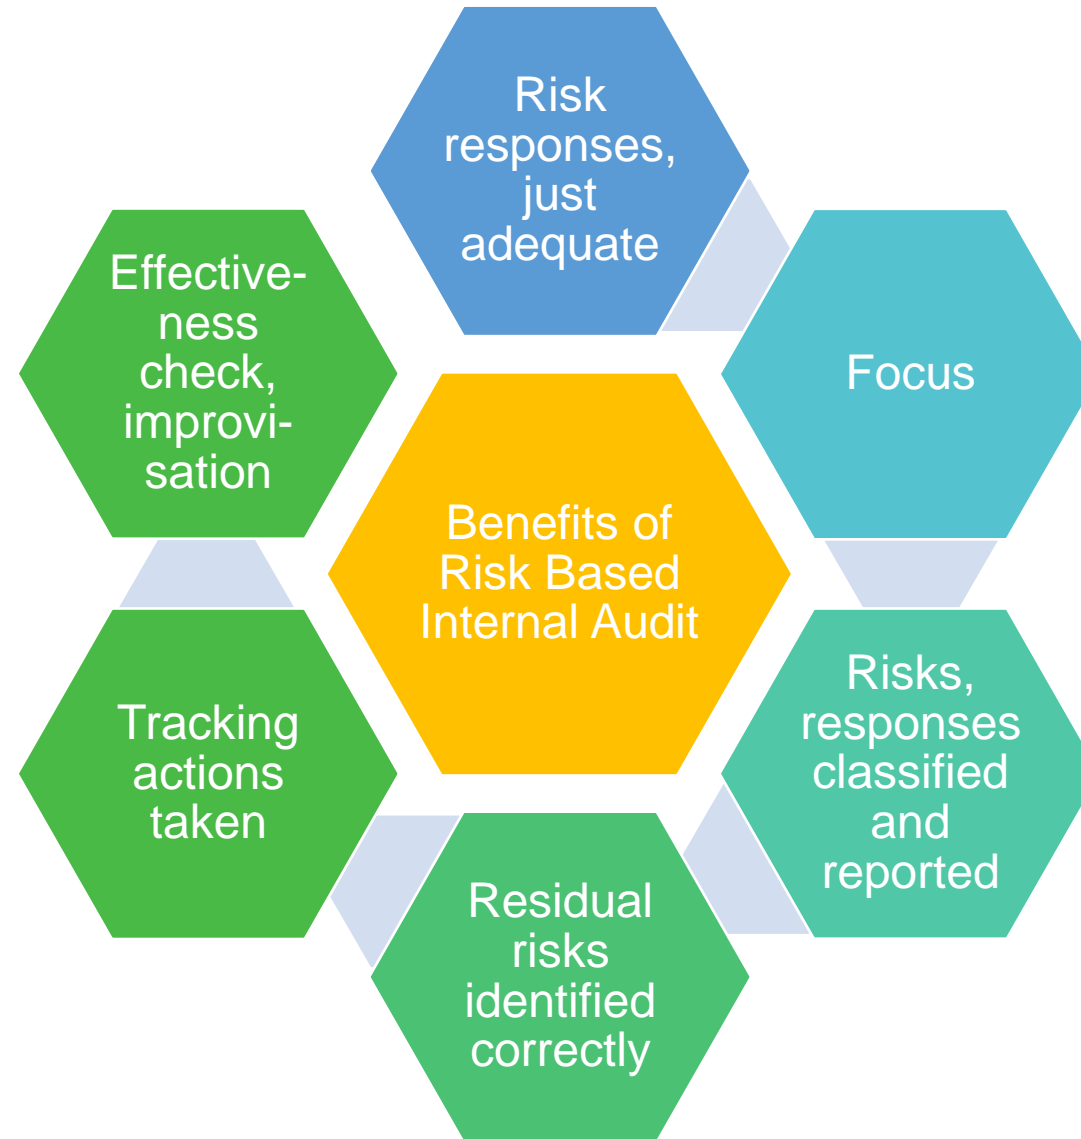 Risk
responses,
just
adequate
Focus
Risks,
responses
classified
and
reported
Residual
risks
identified
correctly
Tracking
actions
taken
Effective-
ness
check,
improvi-
sation
Benefits of
Risk Based
Internal Audit